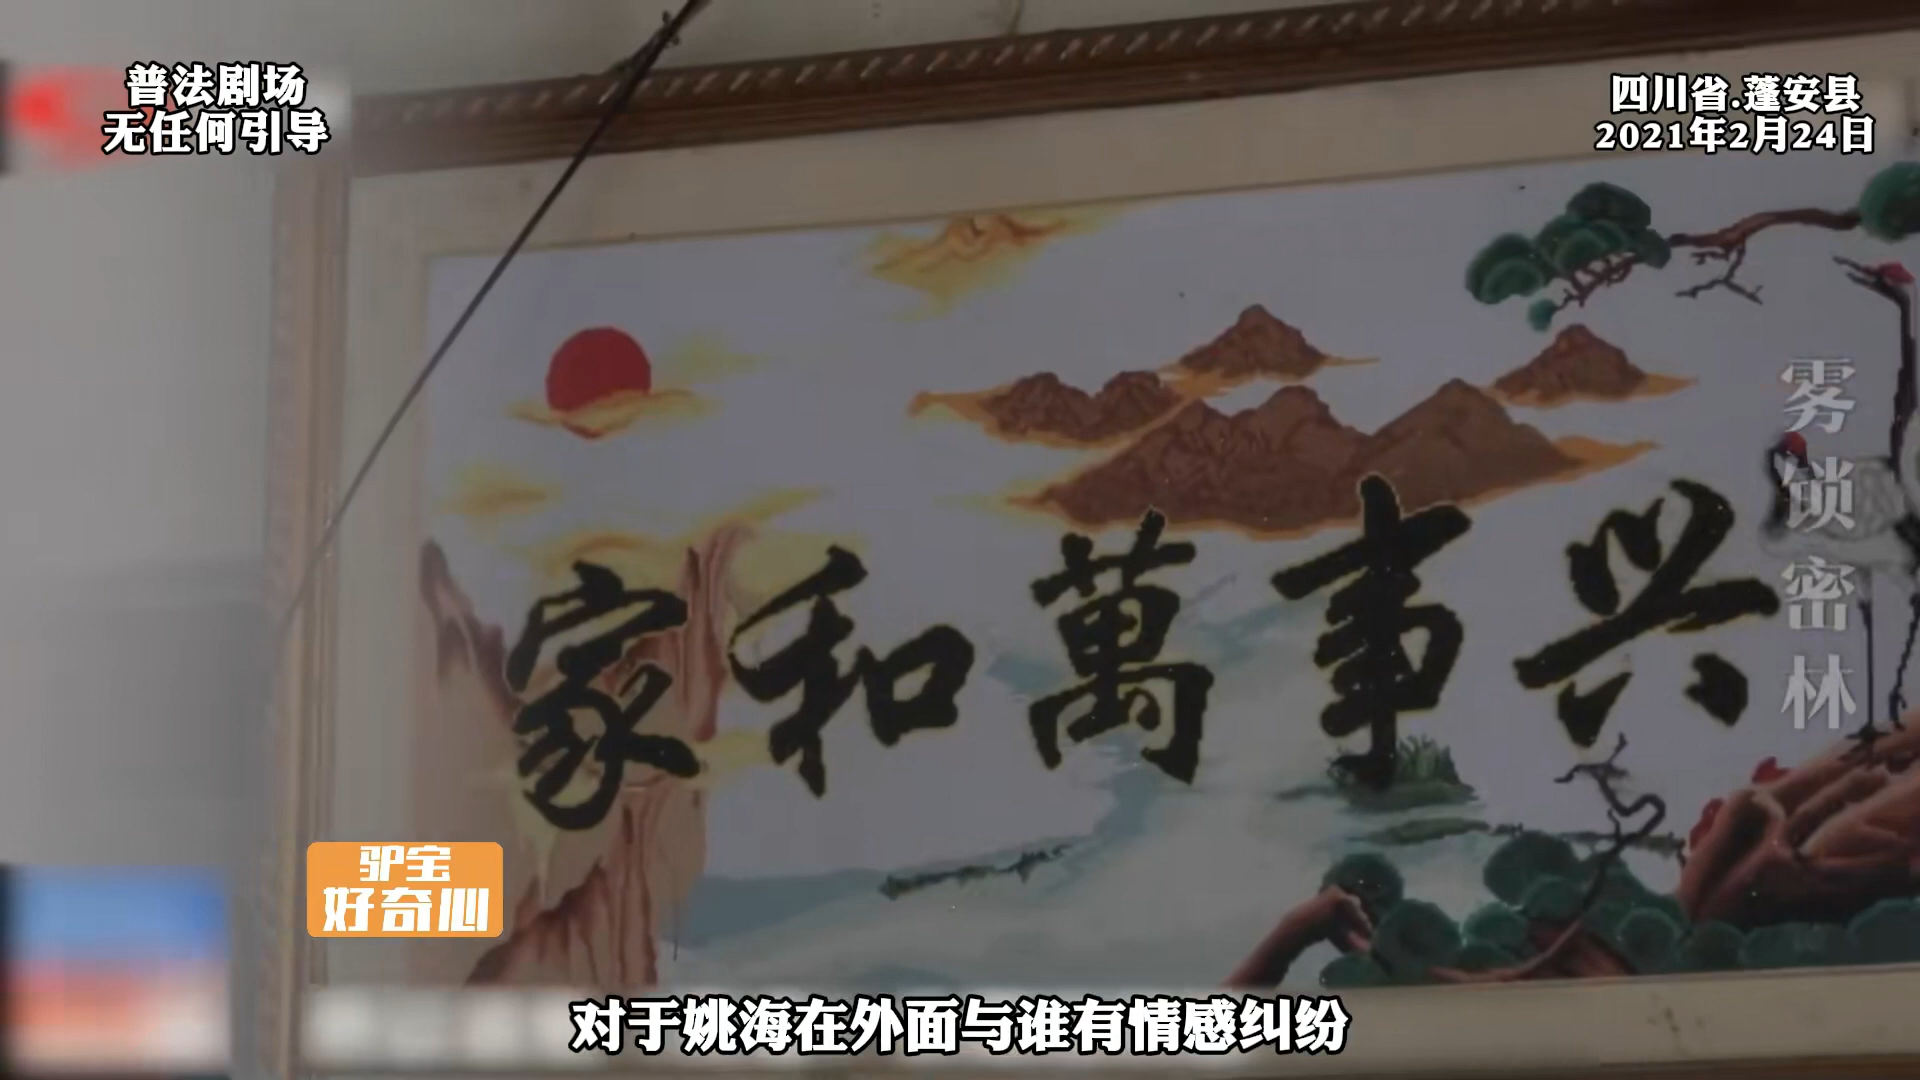 普法剧场
无任何引导
四川省.蓬安县
2021年2月24日
家和萬事兴
雾锁密林
驴宝
好奇心
对于姚海在外面与谁有情感纠纷